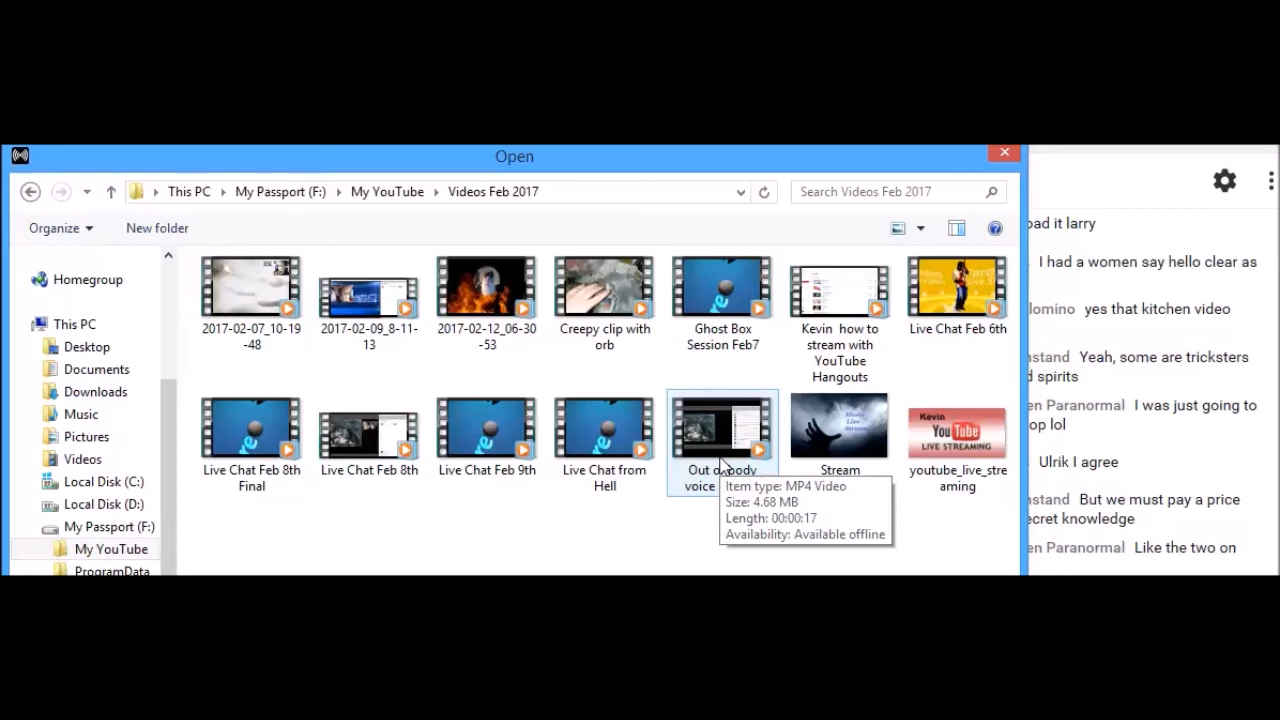 Open
This PC My Passport (F:) My YouTube Videos Feb 2017
Search Videos Feb 2017
Organize New folder
Homegroup
This PC
Desktop
Documents
Downloads
Music
Pictures
Videos
Local Disk (C:)
Local Disk (D:)
My Passport (F:)
My YouTube
ProgramData
2017-02-07_10-19
-48
2017-02-09_8-11-
13
2017-02-12_06-30
-53
Creepy clip with
orb
Ghost Box
Session Feb7
Kevin how to
stream with
YouTube
Hangouts
Live Chat Feb 6th
Live Chat Feb 8th
Final
Live Chat Feb 8th
Live Chat Feb 9th
Live Chat from
Hell
Out body
voice
Stream
Kevin
YouTube
LIVE STREAMING
youtube_live_stre
aming
Item type: MP4 Video
Size: 4.68 MB
Length: 00:00:17
Availability: Available offline
it larry
I had a women say hello clear as
yes that kitchen video
Yeah, some are tricksters
spirits
Paranormal I was just going to
lol
Ulrik I agree
But we must pay a price
knowledge
Paranormal Like the two on